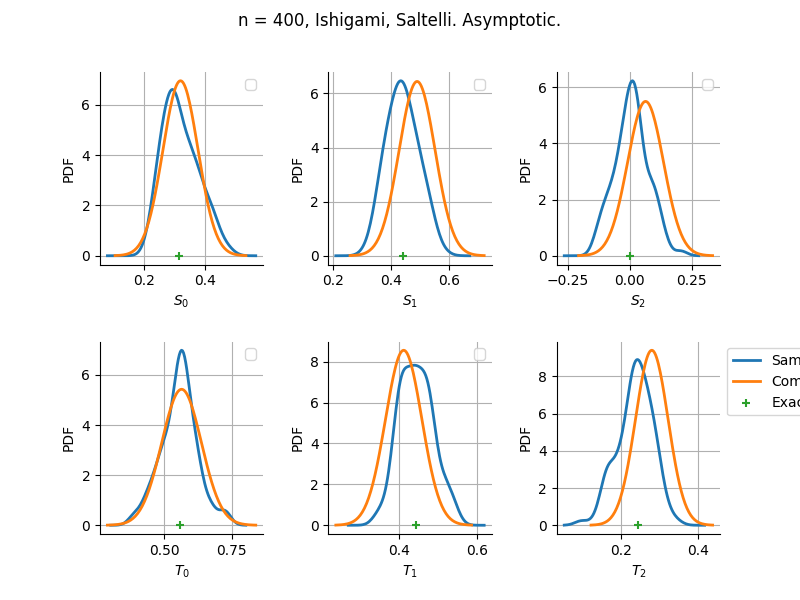 n = 400, Ishigami, Saltelli. Asymptotic.
PDF
6
4
2
0
0.2
0.4
S0
PDF
6
4
2
0
0.2
0.4
0.6
S1
PDF
6
4
2
0
−0.25
0.00
0.25
S2
PDF
6
4
2
0
0.50
0.75
T0
PDF
8
6
4
2
0
0.4
0.6
T1
PDF
8
6
4
2
0
0.2
0.4
T2
Sam
Com
Exac